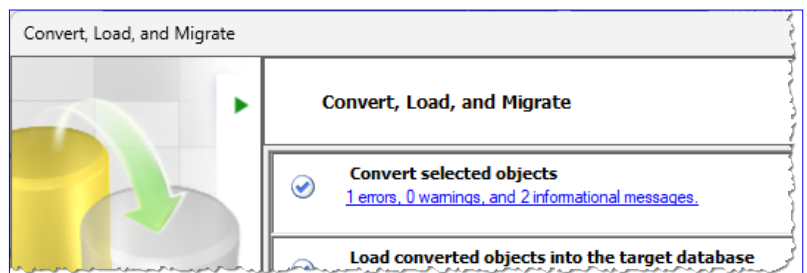 Convert, Load, and Migrate
Convert, Load, and Migrate
Convert selected objects
1 errors, 0 warnings, and 2 informational messages.
Load converted objects into the target database